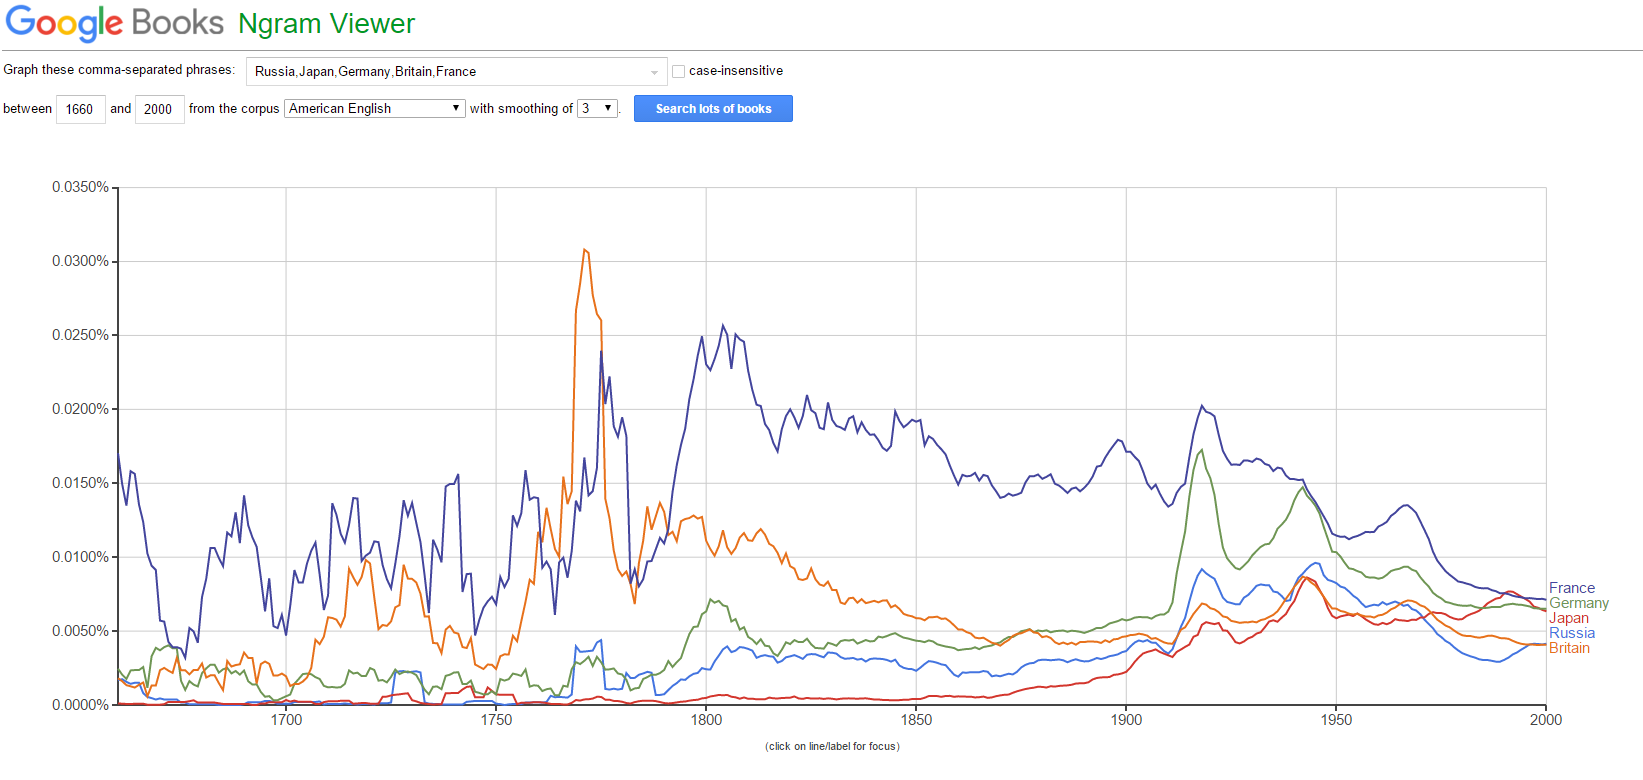 Google Books Ngram Viewer
Graph these comma-separated phrases: Russia,Japan,Germany,Britain,France case-insensitive
between 1660 and 2000 from the corpus American English with smoothing of 3 . Search lots of books
0.0350%
0.0300%
0.0250%
0.0200%
0.0150%
0.0100%
0.0050%
0.0000%
France
Germany
Japan
Russia
Britain
1700 1750 1800 1850 1900 1950 2000
(click on line/label for focus)